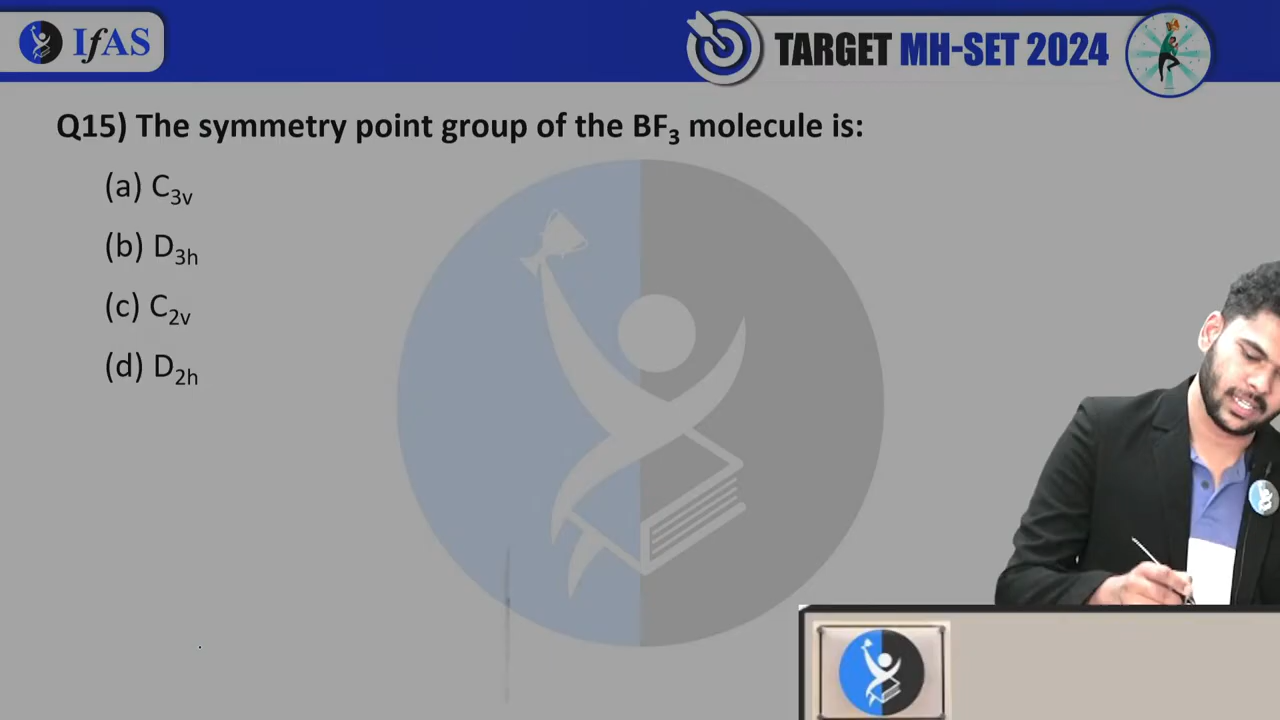 IfAS
TARGET MH-SET 2024
Q15) The symmetry point group of the BF₃ molecule is:
(a) C₃ᵥ
(b) D₃ₕ
(c) C₂ᵥ
(d) D₂ₕ